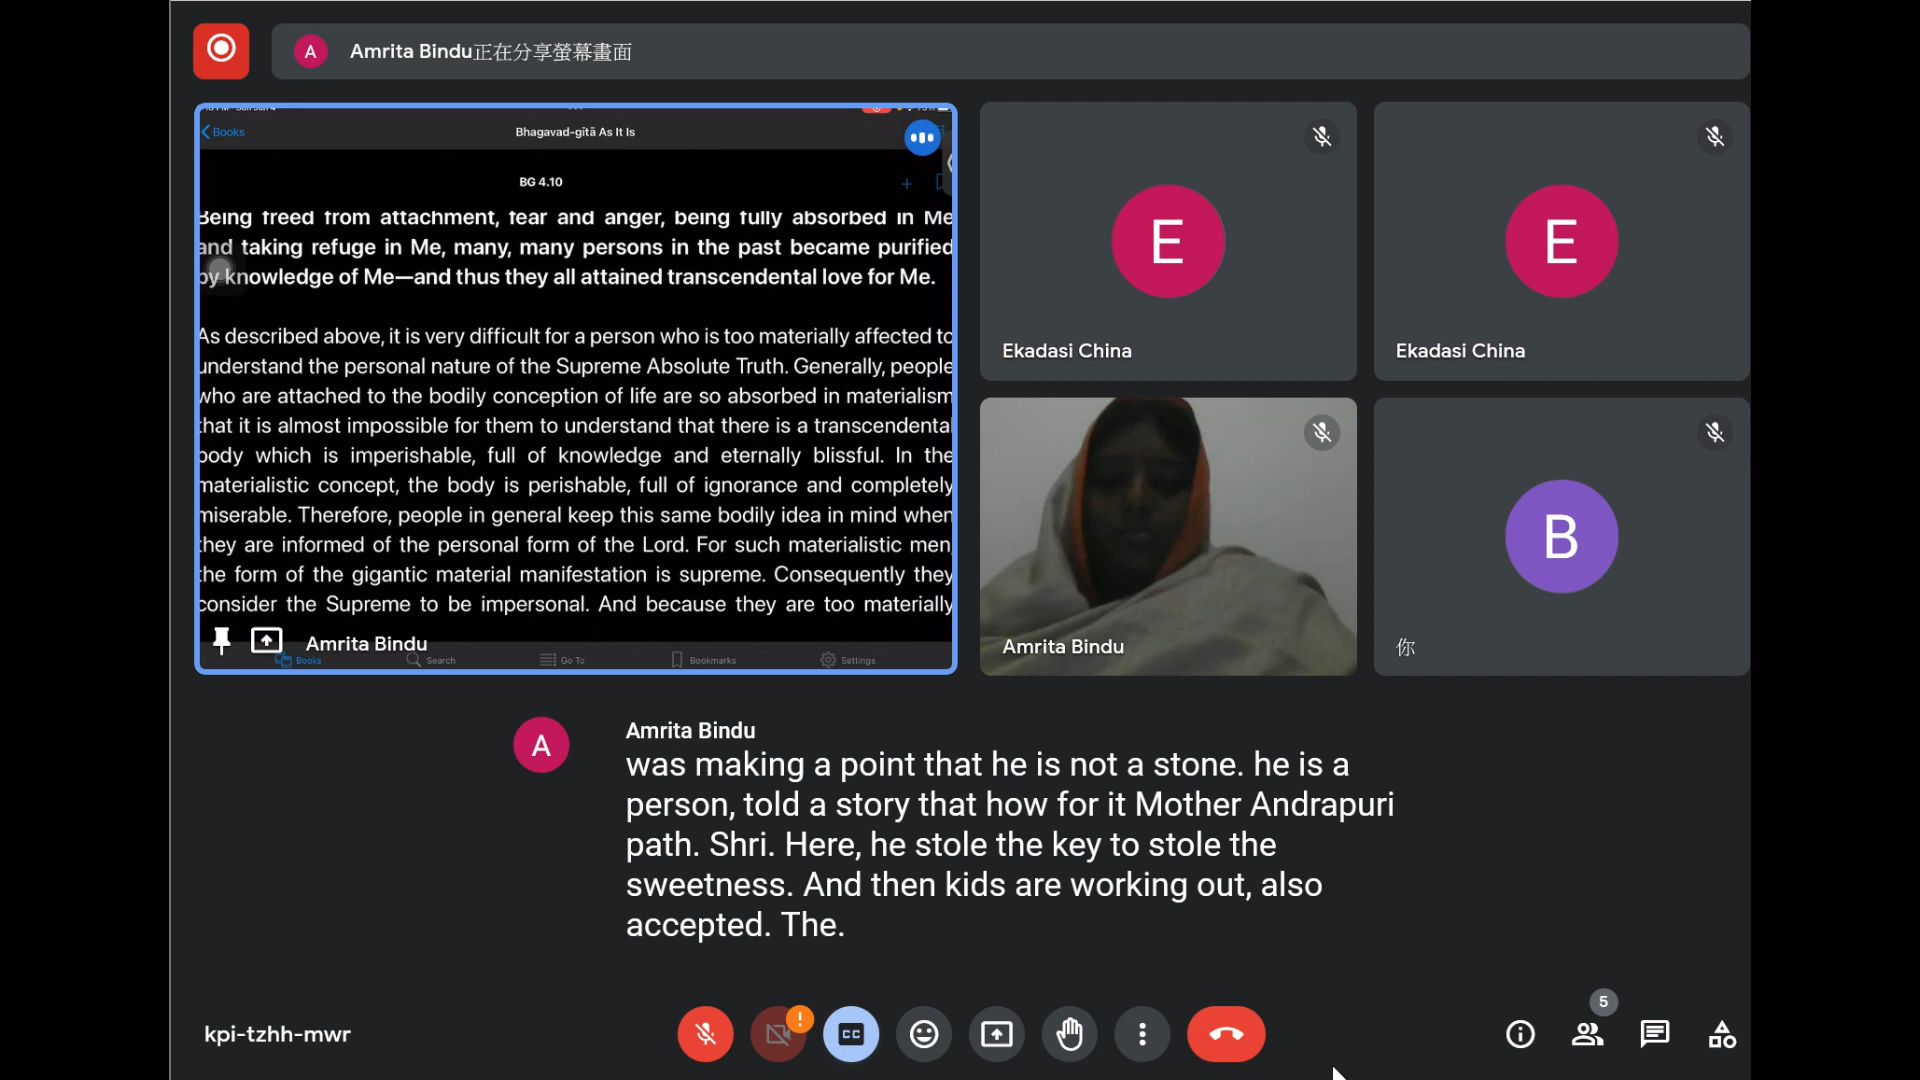 A Amrita Bindu正在分享螢幕畫面
Books
Bhagavad-gītā As It Is
BG 4.10
Being freed from attachment, fear and anger, being fully absorbed in Me
and taking refuge in Me, many, many persons in the past became purified
by knowledge of Me—and thus they all attained transcendental love for Me.
As described above, it is very difficult for a person who is too materially affected to
understand the personal nature of the Supreme Absolute Truth. Generally, people
who are attached to the bodily conception of life are so absorbed in materialism
that it is almost impossible for them to understand that there is a transcendental
body which is imperishable, full of knowledge and eternally blissful. In the
materialistic concept, the body is perishable, full of ignorance and completely
miserable. Therefore, people in general keep this same bodily idea in mind when
they are informed of the personal form of the Lord. For such materialistic men,
the form of the gigantic material manifestation is supreme. Consequently they
consider the Supreme to be impersonal. And because they are too materially
Amrita Bindu
Books Search Go To Bookmarks Settings
E
Ekadasi China
E
Ekadasi China
Amrita Bindu
B
你
A
Amrita Bindu
was making a point that he is not a stone. he is a
person, told a story that how for it Mother Andrapuri
path. Shri. Here, he stole the key to stole the
sweetness. And then kids are working out, also
accepted. The.
kpi-tzhh-mwr
!
CC
5